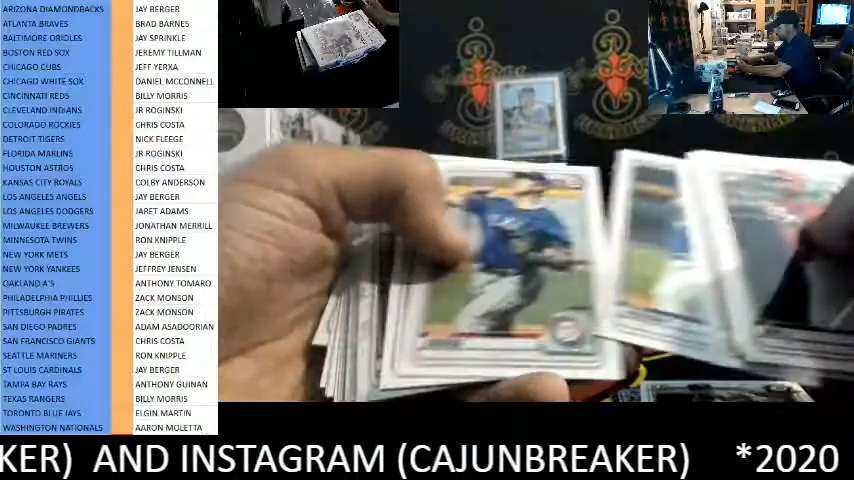 ARIZONA DIAMONDBACKS JAY BERGER
ATLANTA BRAVES BRAD BARNES
BALTIMORE ORIOLES JAY SPRINKLE
BOSTON RED SOX JEREMY TILLMAN
CHICAGO CUBS JEFF YERXA
CHICAGO WHITE SOX DANIEL MCCONNELL
CINCINATTI REDS BILLY MORRIS
CLEVELAND INDIANS JR ROGINSKI
COLORADO ROCKIES CHRIS COSTA
DETROIT TIGERS NICK FLEEGE
FLORIDA MARLINS JR ROGINSKI
HOUSTON ASTROS CHRIS COSTA
KANSAS CITY ROYALS COLBY ANDERSON
LOS ANGELES ANGELS JAY BERGER
LOS ANGELES DODGERS JARET ADAMS
MILWAUKEE BREWERS JONATHAN MERRILL
MINNESOTA TWINS RON KNIPPLE
NEW YORK METS JAY BERGER
NEW YORK YANKEES JEFFREY JENSEN
OAKLAND A'S ANTHONY TOMARO
PHILADELPHIA PHILLIES ZACK MONSON
PITTSBURGH PIRATES ZACK MONSON
SAN DIEGO PADRES ADAM ASADOORIAN
SAN FRANCISCO GIANTS CHRIS COSTA
SEATTLE MARINERS RON KNIPPLE
ST LOUIS CARDINALS JAY BERGER
TAMPA BAY RAYS ANTHONY GUINAN
TEXAS RANGERS BILLY MORRIS
TORONTO BLUE JAYS ELGIN MARTIN
WASHINGTON NATIONALS AARON MOLETTA
KER) AND INSTAGRAM (CAJUNBREAKER) *2020